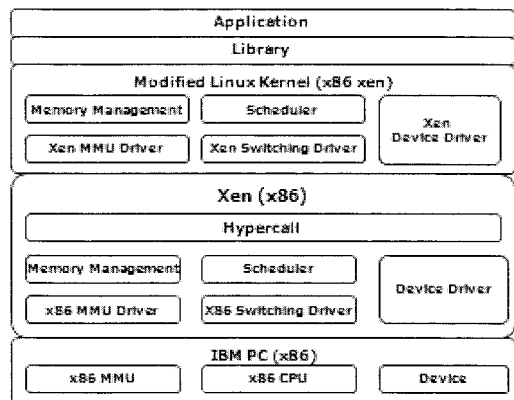 Application
Library
Modified Linux Kernel (x86 xen)
Memory Management
Scheduler
Xen
Device Driver
Xen MMU Driver
Xen Switching Driver
Xen (x86)
Hypercall
Memory Management
Scheduler
Device Driver
x86 MMU Driver
X86 Switching Driver
IBM PC (x86)
x86 MMU
x86 CPU
Device